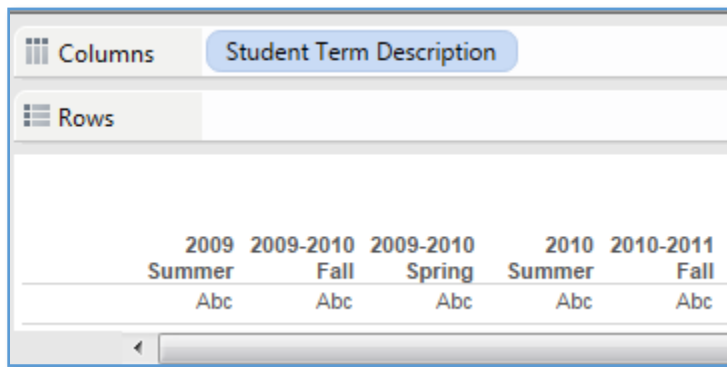 Columns Student Term Description
Rows
2009 2009-2010 2009-2010 2010 2010-2011
Summer Fall Spring Summer Fall
Abc Abc Abc Abc Abc